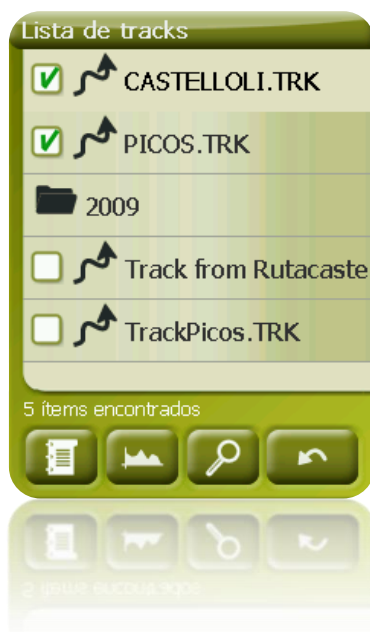 Lista de tracks
CASTELLOLI.TRK
PICOS.TRK
2009
Track from Rutacaste
TrackPicos.TRK
5 ítems encontrados